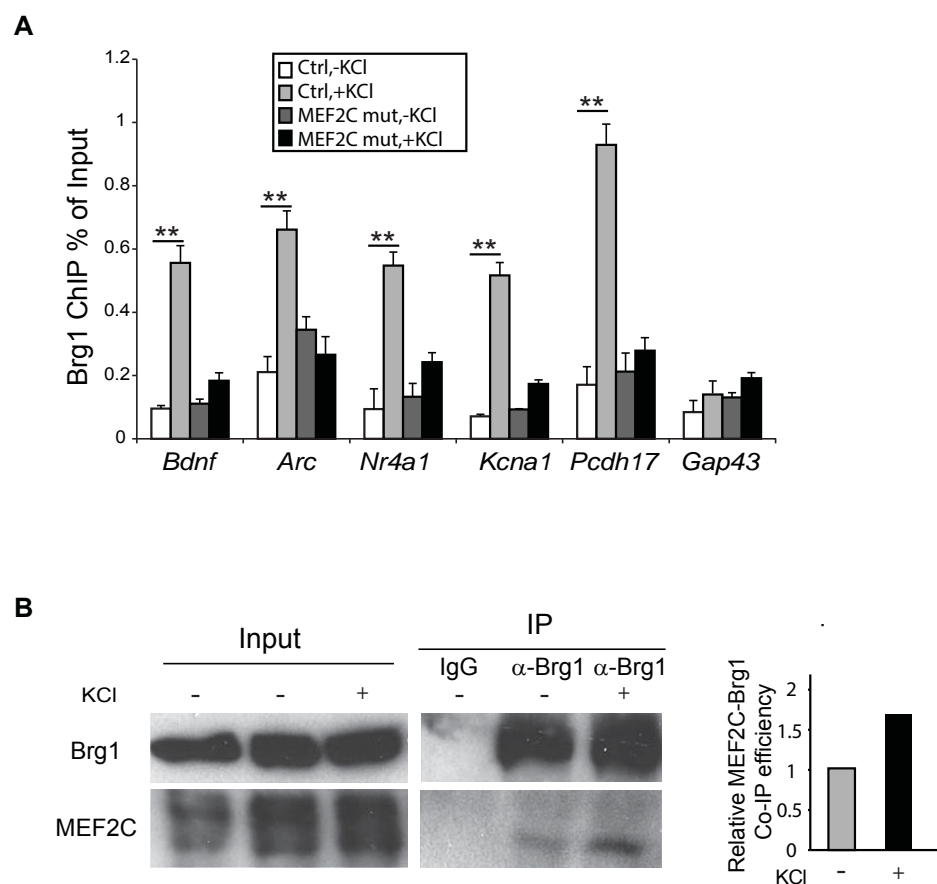 A
Brg1 ChIP % of Input
1.2
1
0.8
0.6
0.4
0.2
0
Ctrl,-KCl
Ctrl,+KCl
MEF2C mut,-KCl
MEF2C mut,+KCl
** ** ** ** **
Bdnf Arc Nr4a1 Kcna1 Pcdh17 Gap43
B
Input IP
IgG α-Brg1 α-Brg1
KCl - - + - - +
Brg1
MEF2C
Relative MEF2C-Brg1
Co-IP efficiency
2
1.5
1
0.5
0
KCl - +